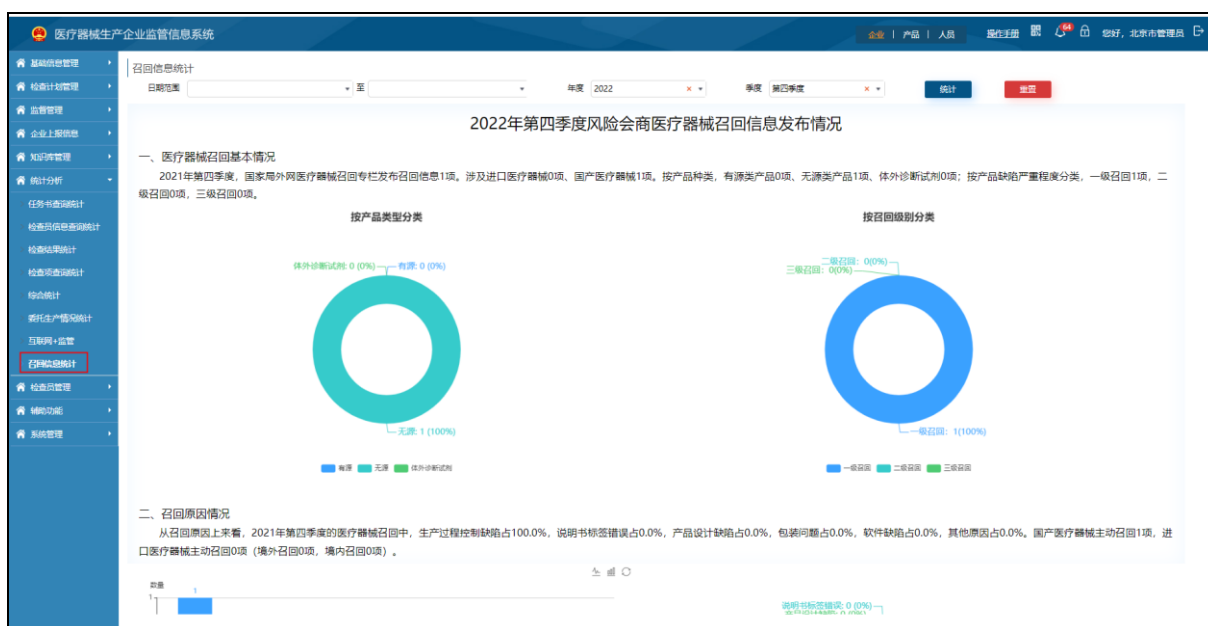 医疗器械生产企业监管信息系统
企业 | 产品 | 人员 操作手册 64 您好，北京市管理员
基础信息管理
检查计划管理
监督管理
企业上报信息
知识库管理
统计分析
任务书查询统计
检查员信息查询统计
检查结果统计
检查项查询统计
综合统计
委托生产情况统计
互联网+监管
召回信息统计
检查员管理
辅助功能
系统管理
召回信息统计
日期范围 至 年度 2022 × 季度 第四季度 × 统计 重置
2022年第四季度风险会商医疗器械召回信息发布情况
一、医疗器械召回基本情况
2021年第四季度，国家局外网医疗器械召回专栏发布召回信息1项。涉及进口医疗器械0项、国产医疗器械1项。按产品种类，有源类产品0项、无源类产品1项、体外诊断试剂0项；按产品缺陷严重程度分类，一级召回1项，二
级召回0项，三级召回0项。
按产品类型分类
体外诊断试剂: 0 (0%)
有源: 0 (0%)
无源: 1 (100%)
有源 无源 体外诊断试剂
按召回级别分类
二级召回：0(0%)
三级召回：0(0%)
一级召回：1(100%)
一级召回 二级召回 三级召回
二、召回原因情况
从召回原因上来看，2021年第四季度的医疗器械召回中，生产过程控制缺陷占100.0%，说明书标签错误占0.0%，产品设计缺陷占0.0%，包装问题占0.0%，软件缺陷占0.0%，其他原因占0.0%。国产医疗器械主动召回1项，进
口医疗器械主动召回0项（境外召回0项，境内召回0项）.
数量
1
1
说明书标签错误: 0 (0%)